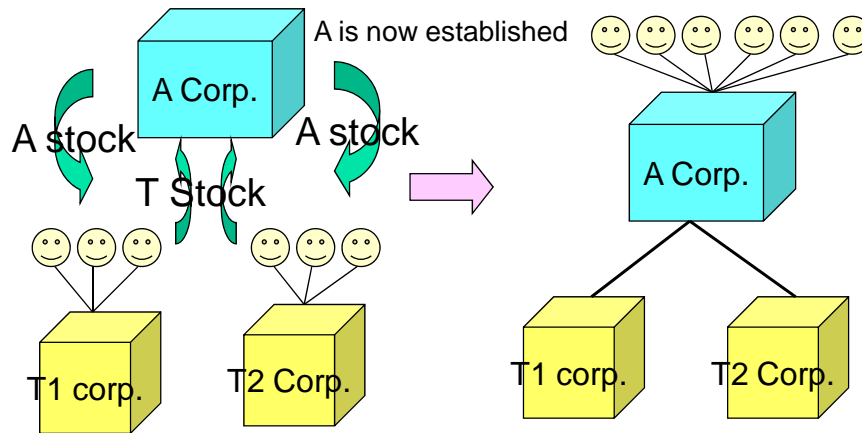 A is now established
A Corp.
A stock
A stock
T Stock
T1 corp.
T2 Corp.
A Corp.
T1 corp.
T2 Corp.